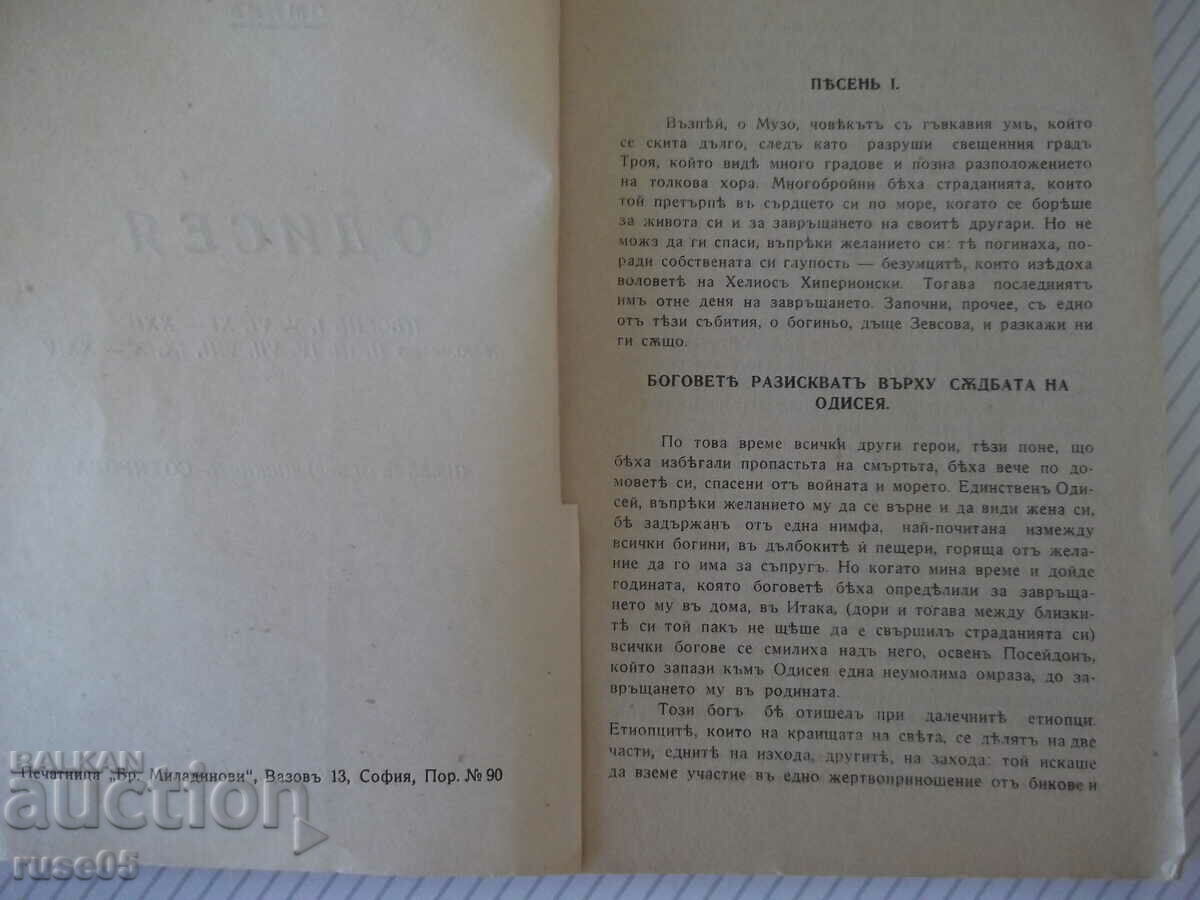 О ДИСЕЯ
Печатница „Бр. Миладинови“, Вазовъ 13, София, Пор. № 90
BALKAN
auction
ruse05
ПѢСЕНЬ I.
Възпѣй, о Музо, човѣкътъ съ гъвкавия умъ, който
се скита дълго, следъ като разруши свещенния градъ
Троя, който видѣ много градове и позна разположението
на толкова хора. Многобройни бѣха страданията, които
той претърпѣ въ сърдцето си по море, когато се борѣше
за живота си и за завръщането на своитѣ другари. Но не
можа да ги спаси, въпрѣки желанието си: тѣ погинаха, по-
ради собствената си глупость — безумцитѣ, които изѣдоха
воловетѣ на Хелиосъ Хиперионски. Тогава последниятъ
имъ отне деня на завръщането. Започни, прочее, съ едно
отъ тѣзи събития, о богиньо, дъще Зевсова, и разкажи ни
ги сѫщо.
БОГОВЕТѢ РАЗИСКВАТЪ ВЪРХУ СѪДБАТА НА
ОДИСЕЯ.
По това време всички други герои, тѣзи поне, що
бѣха избѣгали пропастьта на смъртьта, бѣха вече по до-
моветѣ си, спасени отъ войната и морето. Единственъ Оди-
сей, въпрѣки желанието му да се върне и да види жена си,
бѣ задържанъ отъ една нимфа, най-почитана измежду
всички богини, въ дълбокитѣ ѝ пещери, горяща отъ жела-
ние да го има за съпругъ. Но когато мина време и дойде
годината, която боговетѣ бѣха опредѣлили за завръща-
нето му въ дома, въ Итака, (дори и тогава между близки-
тѣ си той пакъ не щѣше да е свършилъ страданията си)
всички богове се смилиха надъ него, освенъ Посейдонъ,
който запази къмъ Одисея една неумолима омраза, до за-
връщането му въ родината.
Този богъ бѣ отишелъ при далечнитѣ етиопци.
Етиопцитѣ, които на краищата на свѣта, се дѣлятъ на две
части, еднитѣ на изхода, другитѣ, на захода: той искаше
да вземе участие въ едно жертвоприношение отъ бикове и